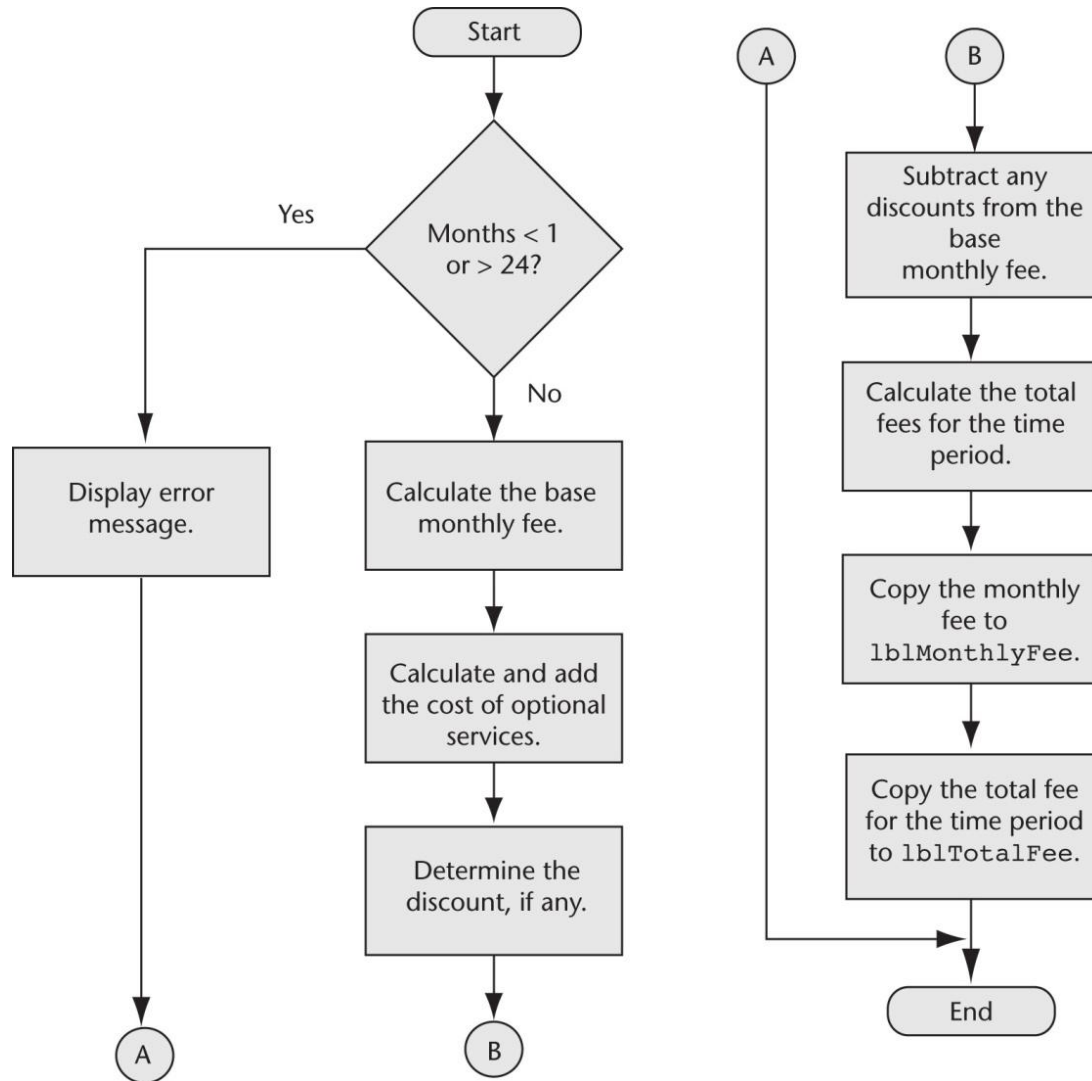 Start
Yes
Months < 1
or > 24?
No
Display error
message.
Calculate the base
monthly fee.
Calculate and add
the cost of optional
services.
Determine the
discount, if any.
A
B
A
B
Subtract any
discounts from the
base
monthly fee.
Calculate the total
fees for the time
period.
Copy the monthly
fee to
lblMonthlyFee.
Copy the total fee
for the time period
to lblTotalFee.
End